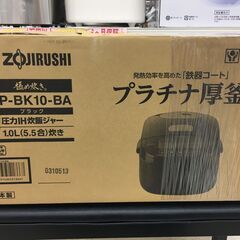 ZOJIRUSHI
極め炊き
P-BK10-BA
ブラック
圧力IH炊飯ジャー
1.0L(5.5合)炊き
0310513
発熱効率を高めた「鉄器コート」
プラチナ厚釜